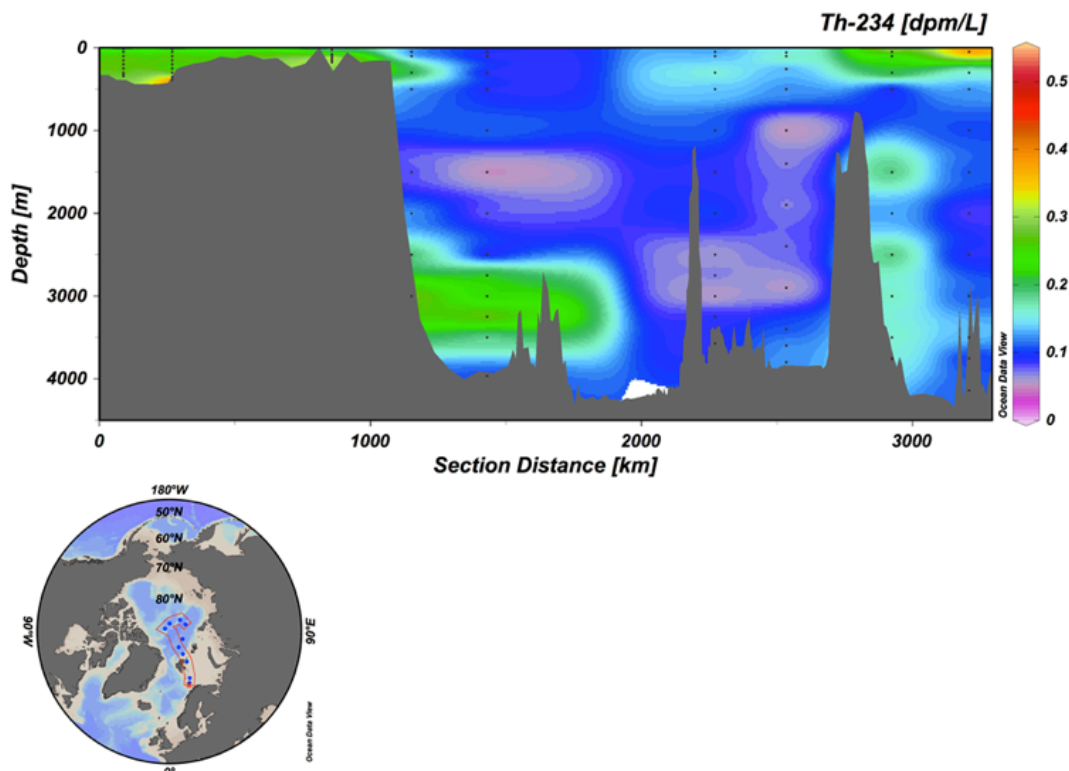 Th-234 [dpm/L]
0
1000
2000
3000
4000
Depth [m]
0
1000
2000
3000
Section Distance [km]
0.5
0.4
0.3
0.2
0.1
0
Ocean Data View
180°W
50°N
60°N
70°N
80°N
90°W
90°E
0°
Ocean Data View